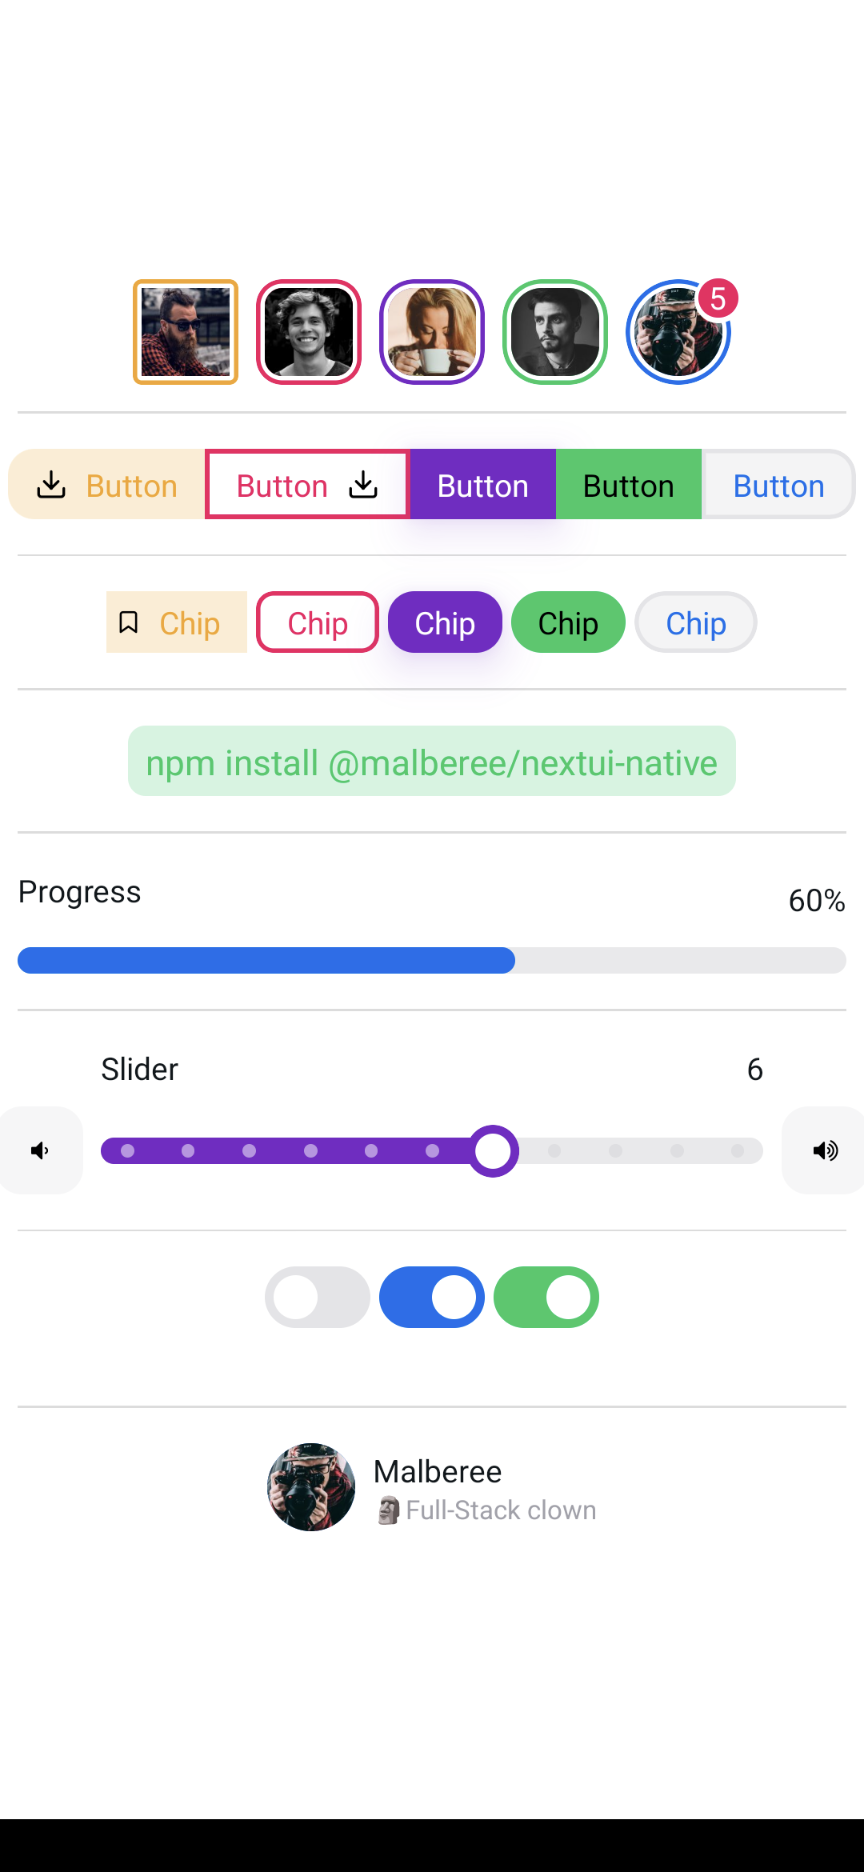 5
Button Button Button Button Button
Chip Chip Chip Chip Chip
npm install @malberee/nextui-native
Progress 60%
Slider 6
Malberee
🗿Full-Stack clown